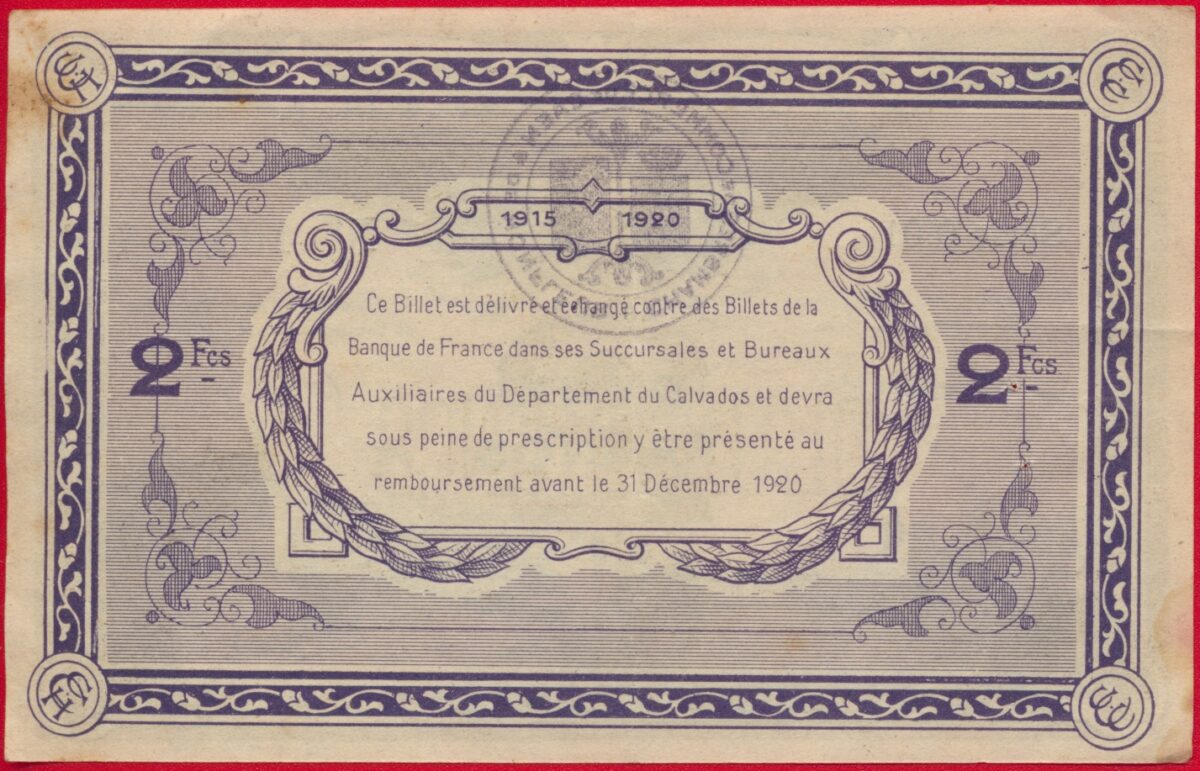 1915 1920
Ce Billet est délivré et échangé contre des Billets de la
Banque de France dans ses Succursales et Bureaux
Auxiliaires du Département du Calvados et devra
sous peine de prescription y être présenté au
remboursement avant le 31 Décembre 1920
2 Fcs
2 Fcs